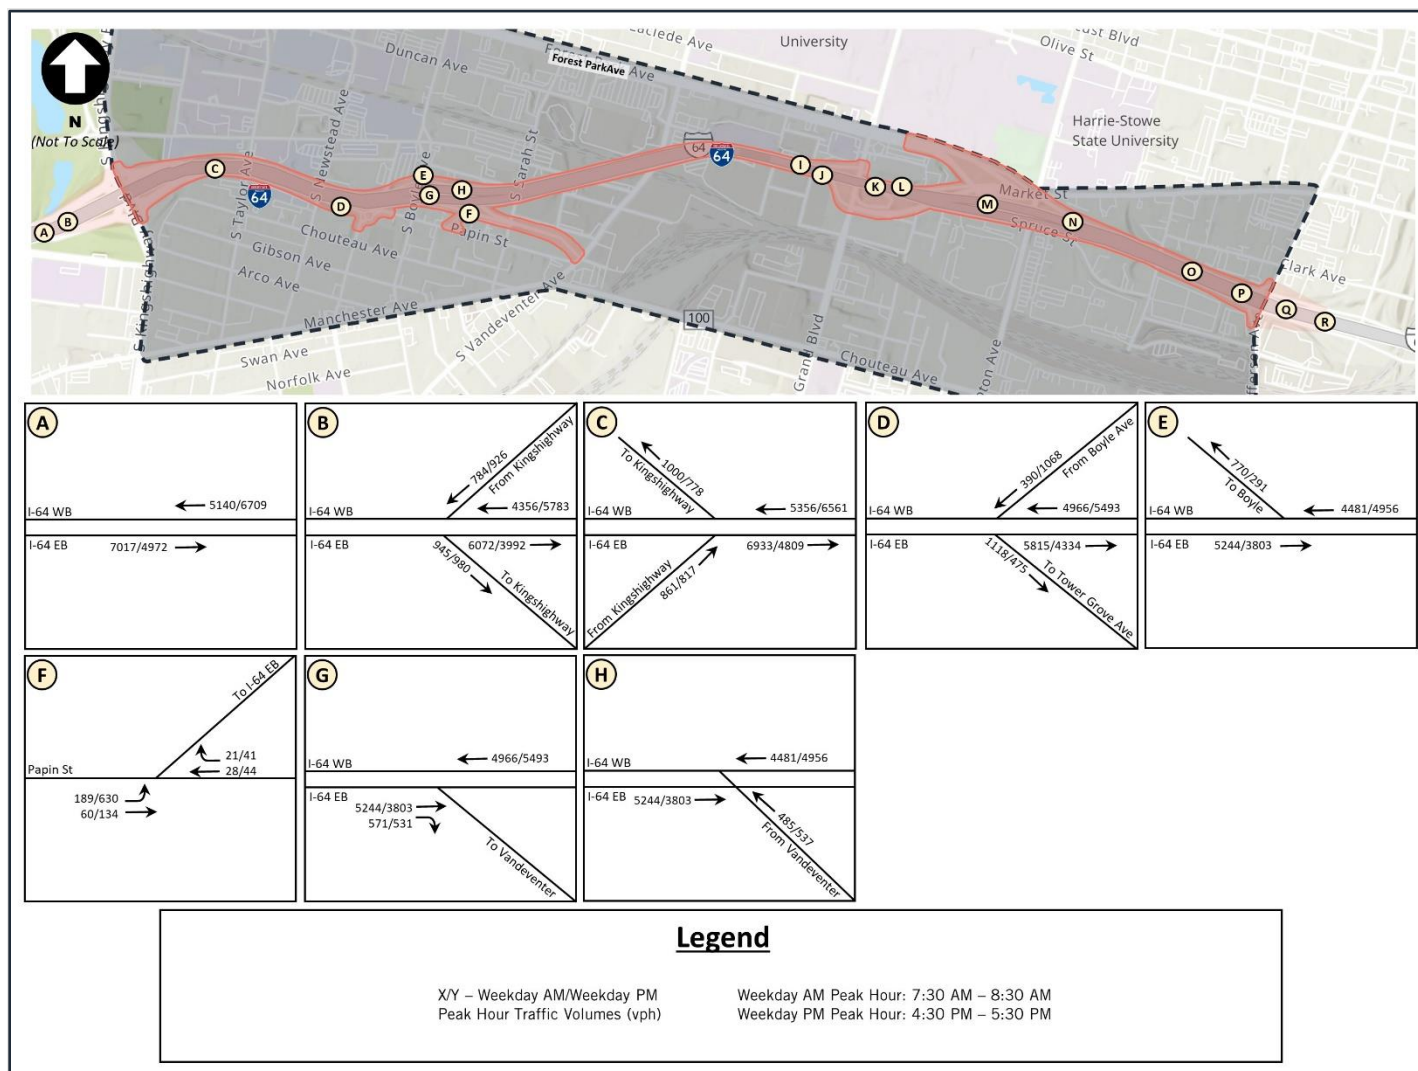 N
(Not To Scale)
Duncan Ave
Forest ParkAve
Laclede Ave
University
Olive St
Harrie-Stowe
State University
S Taylor Ave
S Newstead Ave
S Boyle Ave
S Sarah St
Papin St
Chouteau Ave
Gibson Ave
Arco Ave
Manchester Ave
S Kingshighway
Swan Ave
Norfolk Ave
S Vandeventer Ave
100
Grand Blvd
Chouteau Ave
Market St
Spruce St
Clark Ave
64
64
64
A
B
C
D
E
G
H
F
I
J
K
L
M
N
O
P
Q
R
A
I-64 WB
5140/6709
I-64 EB
7017/4972
B
784/926
From Kingshighway
I-64 WB
4356/5783
I-64 EB
945/980
6072/3992
To Kingshighway
C
1000/778
To Kingshighway
I-64 WB
5356/6561
I-64 EB
6933/4809
From Kingshighway
861/817
D
390/1068
From Boyle Ave
I-64 WB
4966/5493
I-64 EB
1118/475
5815/4334
To Tower Grove Ave
E
770/291
To Boyle
I-64 WB
4481/4956
I-64 EB
5244/3803
F
To I-64 EB
21/41
28/44
Papin St
189/630
60/134
G
4966/5493
I-64 WB
I-64 EB
5244/3803
571/531
To Vandeventer
H
4481/4956
I-64 WB
I-64 EB
5244/3803
485/537
From Vandeventer
Legend
X/Y – Weekday AM/Weekday PM
Peak Hour Traffic Volumes (vph)
Weekday AM Peak Hour: 7:30 AM – 8:30 AM
Weekday PM Peak Hour: 4:30 PM – 5:30 PM